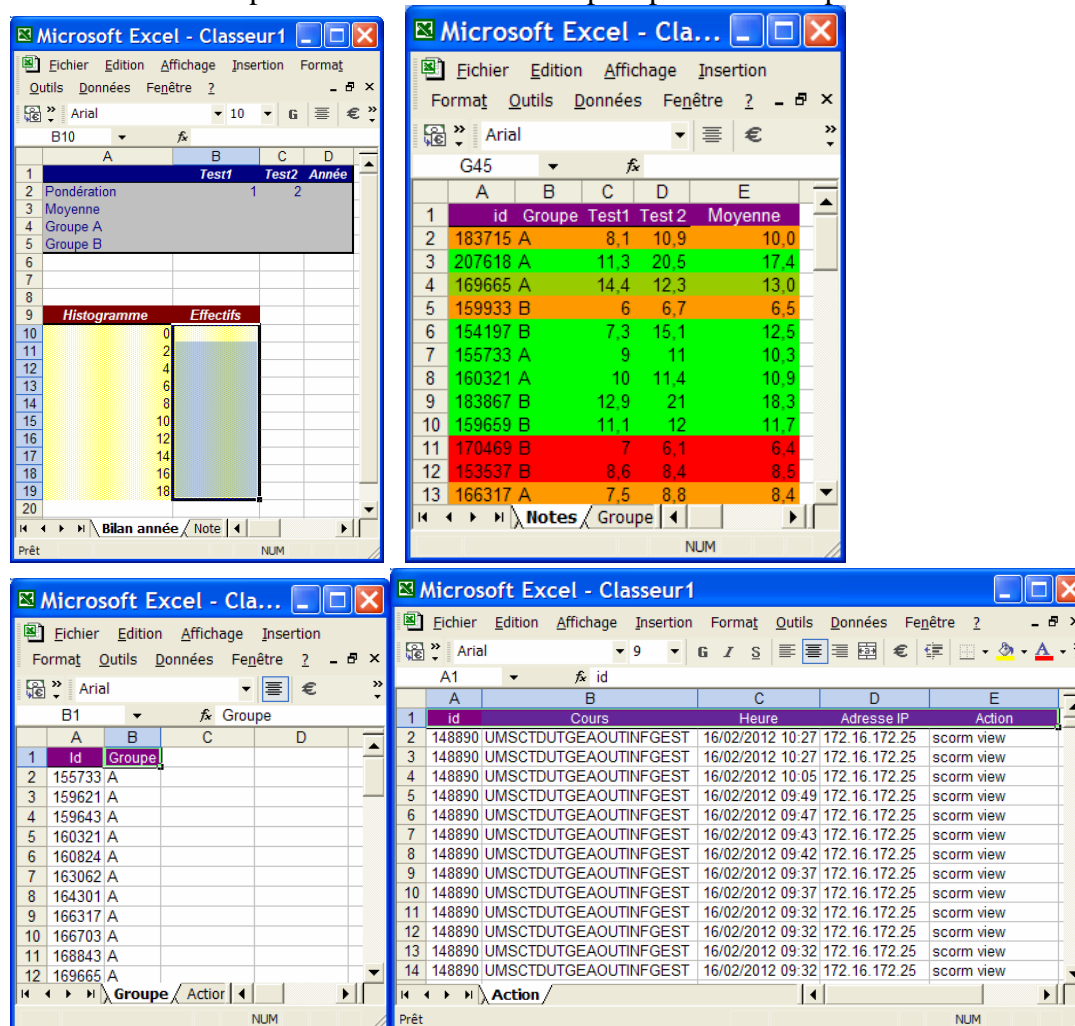 Microsoft Excel - Classeur1
Fichier Edition Affichage Insertion Format
Outils Données Fenêtre ?
Arial 10 G €
B10 fx
A B C D
1 Test1 Test2 Année
2 Pondération 1 2
3 Moyenne
4 Groupe A
5 Groupe B
6
7
8
9 Histogramme Effectifs
10 0
11 2
12 4
13 6
14 8
15 10
16 12
17 14
18 16
19 18
20
Bilan année Note
Prêt NUM
Microsoft Excel - Cla...
Fichier Edition Affichage Insertion
Format Outils Données Fenêtre ?
Arial €
G45 fx
A B C D E
1 id Groupe Test1 Test 2 Moyenne
2 183715 A 8,1 10,9 10,0
3 207618 A 11,3 20,5 17,4
4 169665 A 14,4 12,3 13,0
5 159933 B 6 6,7 6,5
6 154197 B 7,3 15,1 12,5
7 155733 A 9 11 10,3
8 160321 A 10 11,4 10,9
9 183867 B 12,9 21 18,3
10 159659 B 11,1 12 11,7
11 170469 B 7 6,1 6,4
12 153537 B 8,6 8,4 8,5
13 166317 A 7,5 8,8 8,4
Notes Groupe
NUM
Microsoft Excel - Cla...
Fichier Edition Affichage Insertion
Format Outils Données Fenêtre ?
Arial €
B1 fx Groupe
A B C D
1 Id Groupe
2 155733 A
3 159621 A
4 159643 A
5 160321 A
6 160824 A
7 163062 A
8 164301 A
9 166317 A
10 166703 A
11 168843 A
12 169665 A
Groupe Actior
NUM
Microsoft Excel - Classeur1
Fichier Edition Affichage Insertion Format Outils Données Fenêtre ?
Arial 9 G I S € A
A1 fx id
A B C D E
1 id Cours Heure Adresse IP Action
2 148890 UMSCTDUTGEAOUTINFGEST 16/02/2012 10:27 172.16.172.25 scorm view
3 148890 UMSCTDUTGEAOUTINFGEST 16/02/2012 10:27 172.16.172.25 scorm view
4 148890 UMSCTDUTGEAOUTINFGEST 16/02/2012 10:05 172.16.172.25 scorm view
5 148890 UMSCTDUTGEAOUTINFGEST 16/02/2012 09:49 172.16.172.25 scorm view
6 148890 UMSCTDUTGEAOUTINFGEST 16/02/2012 09:47 172.16.172.25 scorm view
7 148890 UMSCTDUTGEAOUTINFGEST 16/02/2012 09:43 172.16.172.25 scorm view
8 148890 UMSCTDUTGEAOUTINFGEST 16/02/2012 09:42 172.16.172.25 scorm view
9 148890 UMSCTDUTGEAOUTINFGEST 16/02/2012 09:37 172.16.172.25 scorm view
10 148890 UMSCTDUTGEAOUTINFGEST 16/02/2012 09:37 172.16.172.25 scorm view
11 148890 UMSCTDUTGEAOUTINFGEST 16/02/2012 09:32 172.16.172.25 scorm view
12 148890 UMSCTDUTGEAOUTINFGEST 16/02/2012 09:32 172.16.172.25 scorm view
13 148890 UMSCTDUTGEAOUTINFGEST 16/02/2012 09:32 172.16.172.25 scorm view
14 148890 UMSCTDUTGEAOUTINFGEST 16/02/2012 09:32 172.16.172.25 scorm view
Action
Prêt NUM